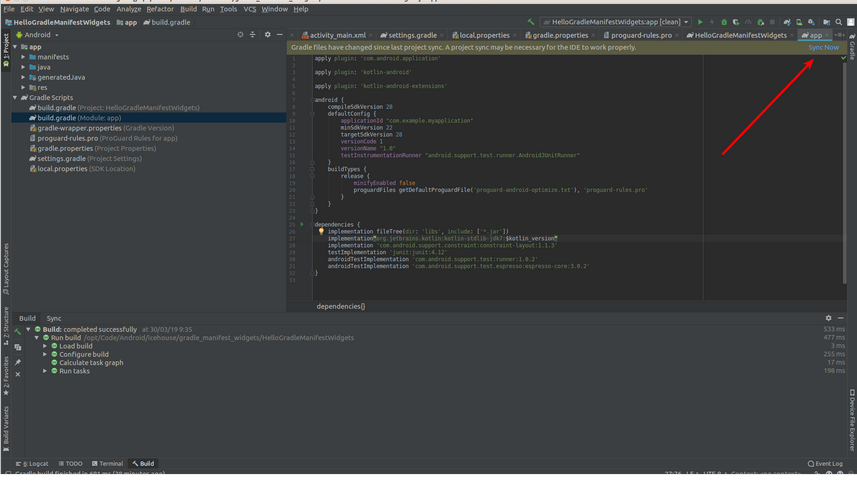 File Edit View Navigate Code Analyze Refactor Build Run Tools VCS Window Help
HelloGradleManifestWidgets app build.gradle
HelloGradleManifestWidgets:app [clean]
1: Project
Android
activity_main.xml settings.gradle local.properties gradle.properties proguard-rules.pro HelloGradleManifestWidgets app
Gradle files have changed since last project sync. A project sync may be necessary for the IDE to work properly. Sync Now
Gradle
app
manifests
java
generatedJava
res
Gradle Scripts
build.gradle (Project: HelloGradleManifestWidgets)
build.gradle (Module: app)
gradle-wrapper.properties (Gradle Version)
proguard-rules.pro (ProGuard Rules for app)
gradle.properties (Project Properties)
settings.gradle (Project Settings)
local.properties (SDK Location)
apply plugin: 'com.android.application'
apply plugin: 'kotlin-android'
apply plugin: 'kotlin-android-extensions'
android {
compileSdkVersion 28
defaultConfig {
applicationId "com.example.myapplication"
minSdkVersion 22
targetSdkVersion 28
versionCode 1
versionName "1.0"
testInstrumentationRunner "android.support.test.runner.AndroidJUnitRunner"
}
buildTypes {
release {
minifyEnabled false
proguardFiles getDefaultProguardFile('proguard-android-optimize.txt'), 'proguard-rules.pro'
}
}
}
dependencies {
implementation fileTree(dir: 'libs', include: ['*.jar'])
implementation"org.jetbrains.kotlin:kotlin-stdlib-jdk7:$kotlin_version"
implementation 'com.android.support.constraint:constraint-layout:1.1.3'
testImplementation 'junit:junit:4.12'
androidTestImplementation 'com.android.support.test:runner:1.0.2'
androidTestImplementation 'com.android.support.test.espresso:espresso-core:3.0.2'
}
dependencies{}
Layout Captures
Z: Structure
2: Favorites
Build Variants
Device File Explorer
Build Sync
Build: completed successfully at 30/03/19 9:35 533 ms
Run build /opt/Code/Android/icehouse/gradle_manifest_widgets/HelloGradleManifestWidgets 477 ms
Load build 3 ms
Configure build 255 ms
Calculate task graph 17 ms
Run tasks 198 ms
6: Logcat TODO Terminal Build Event Log